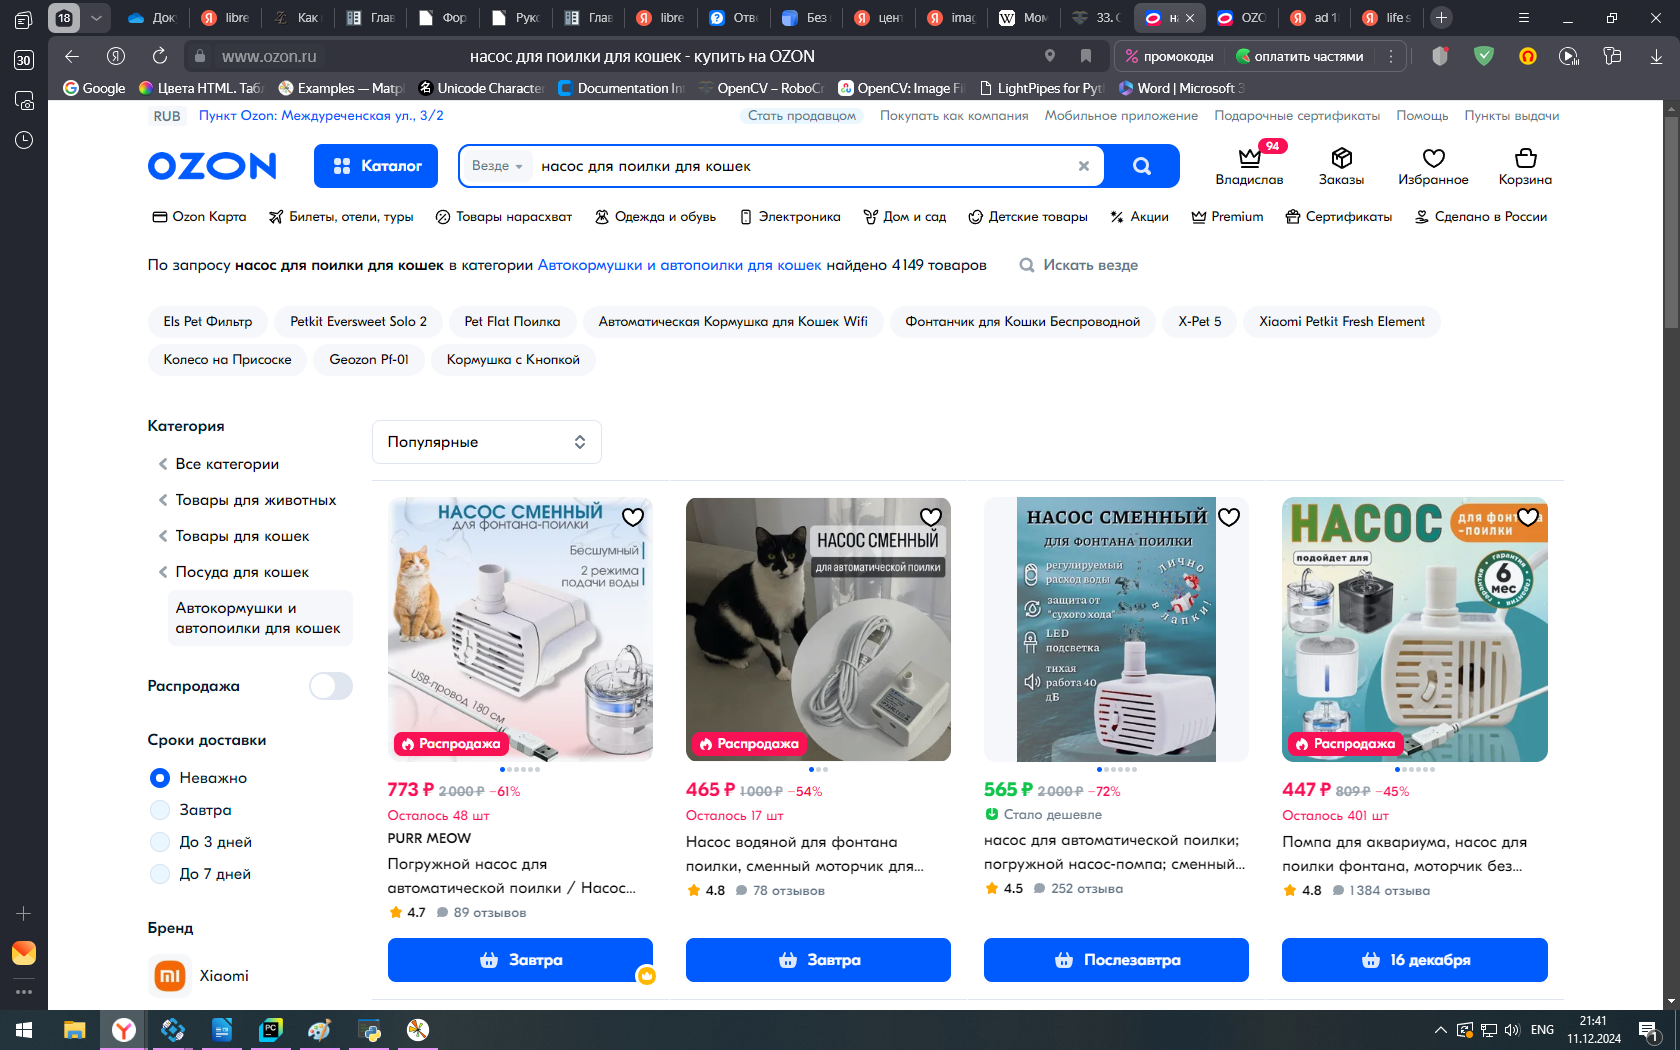 18
Доку
libre
Как
Глав
Фор
Рукс
Глав
libre
Отве
Без
цент
imag
Мом
33. О
на
OZO
ad 1
life s
30
www.ozon.ru
насос для поилки для кошек - купить на OZON
промокоды
оплатить частями
Google
Цвета HTML. Табл
Examples — Matpl
Unicode Character
Documentation In
OpenCV – RoboCr
OpenCV: Image Fi
LightPipes for Pyt
Word | Microsoft 3
RUB
Пункт Ozon: Междуреченская ул., 3/2
Стать продавцом
Покупать как компания
Мобильное приложение
Подарочные сертификаты
Помощь
Пункты выдачи
OZON
Каталог
Везде
насос для поилки для кошек
94
Владислав
Заказы
Избранное
Корзина
Ozon Карта
Билеты, отели, туры
Товары нарасхват
Одежда и обувь
Электроника
Дом и сад
Детские товары
Акции
Premium
Сертификаты
Сделано в России
По запросу насос для поилки для кошек в категории Автокормушки и автопоилки для кошек найдено 4 149 товаров
Искать везде
Els Pet Фильтр
Petkit Eversweet Solo 2
Pet Flat Поилка
Автоматическая Кормушка для Кошек Wifi
Фонтанчик для Кошки Беспроводной
X-Pet 5
Xiaomi Petkit Fresh Element
Колесо на Присоске
Geozon Pf-01
Кормушка с Кнопкой
Категория
Все категории
Товары для животных
Товары для кошек
Посуда для кошек
Автокормушки и
автопоилки для кошек
Распродажа
Сроки доставки
Неважно
Завтра
До 3 дней
До 7 дней
Бренд
mi
Xiaomi
Популярные
НАСОС СМЕННЫЙ
для фонтана-поилки
Бесшумный
2 режима
подачи воды
USB-провод 180 см
Распродажа
773 ₽ 2 000 ₽ −61%
Осталось 48 шт
PURR MEOW
Погружной насос для
автоматической поилки / Насос...
4.7 89 отзывов
Завтра
НАСОС СМЕННЫЙ
для автоматической поилки
Распродажа
465 ₽ 1 000 ₽ −54%
Осталось 17 шт
Насос водяной для фонтана
поилки, сменный моторчик для...
4.8 78 отзывов
Завтра
НАСОС СМЕННЫЙ
ДЛЯ ФОНТАНА ПОИЛКИ
регулируемый
расход воды
защита от
"сухого хода"
LED
подсветка
тихая
работа 40
дБ
лично
в лапки!
565 ₽ 2 000 ₽ −72%
Стало дешевле
насос для автоматической поилки;
погружной насос-помпа; сменный...
4.5 252 отзыва
Послезавтра
НАСОС
для фонтана
-поилки
подойдет для
гарантия
6
мес
Распродажа
447 ₽ 809 ₽ −45%
Осталось 401 шт
Помпа для аквариума, насос для
поилки фонтана, моторчик без...
4.8 1 384 отзыва
16 декабря
PC
ENG
21:41
11.12.2024
1